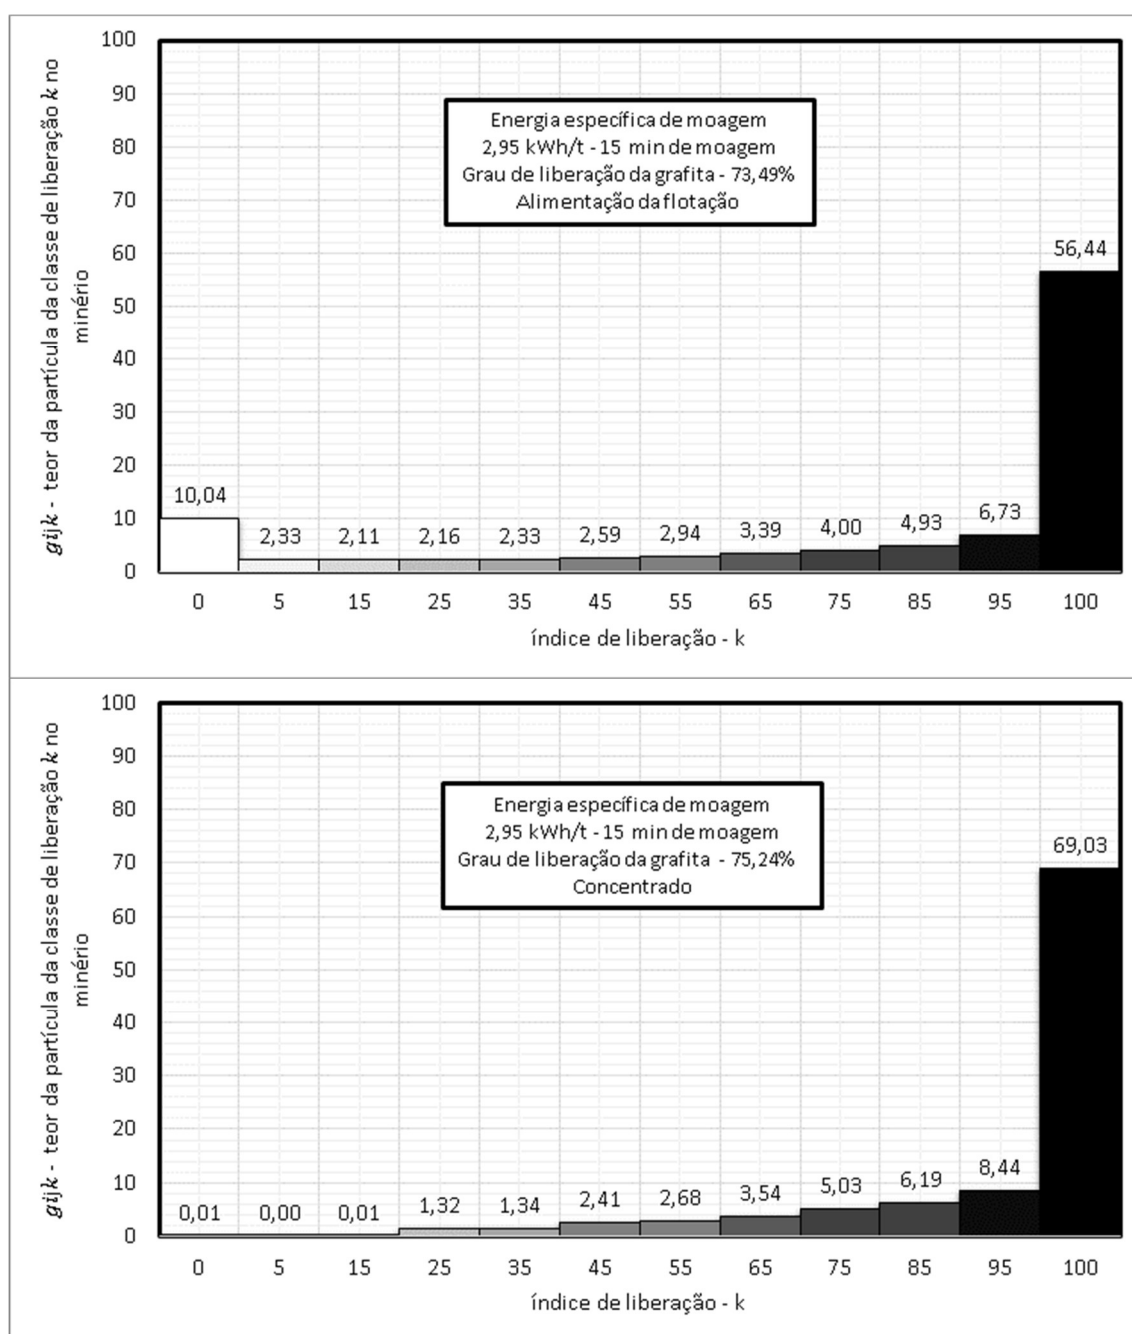 100
90
80
70
60
50
40
30
20
10
0
gijk - teor da partícula da classe de liberação k no
minério
Energia específica de moagem
2,95 kWh/t - 15 min de moagem
Grau de liberação da grafita - 73,49%
Alimentação da flotação
10,04 2,33 2,11 2,16 2,33 2,59 2,94 3,39 4,00 4,93 6,73 56,44
0 5 15 25 35 45 55 65 75 85 95 100
índice de liberação - k
100
90
80
70
60
50
40
30
20
10
0
gijk - teor da partícula da classe de liberação k no
minério
Energia específica de moagem
2,95 kWh/t - 15 min de moagem
Grau de liberação da grafita - 75,24%
Concentrado
0,01 0,00 0,01 1,32 1,34 2,41 2,68 3,54 5,03 6,19 8,44 69,03
0 5 15 25 35 45 55 65 75 85 95 100
índice de liberação - k